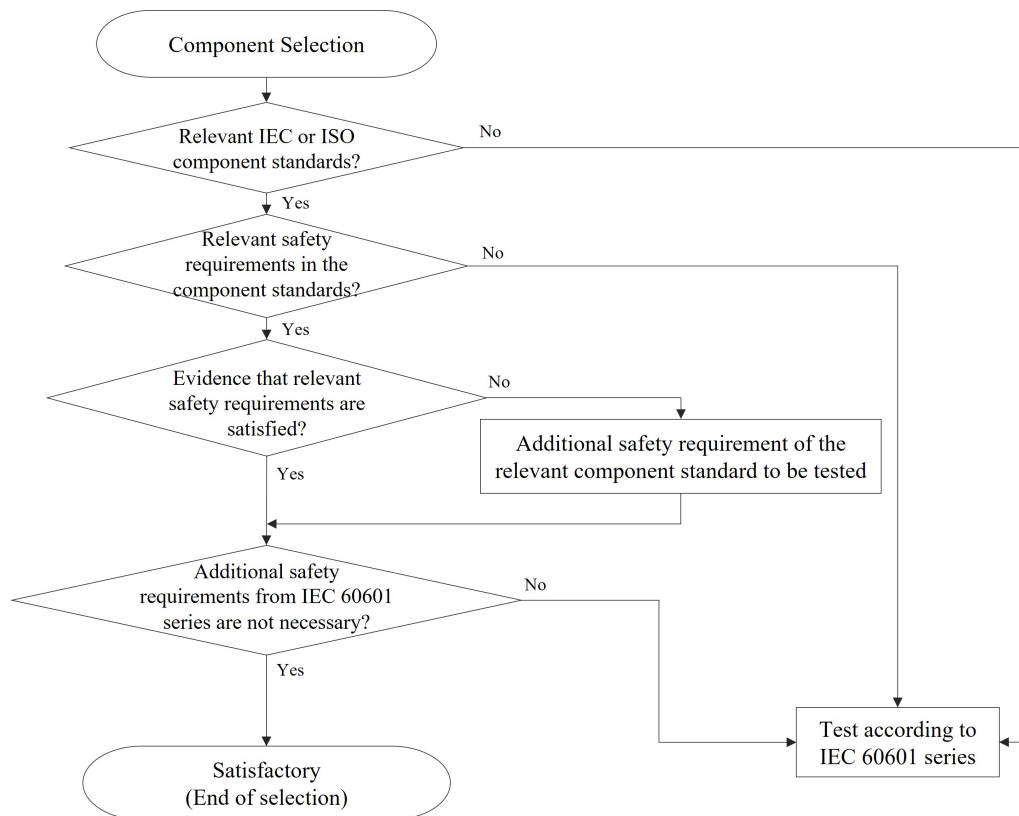 Component Selection
Relevant IEC or ISO
component standards?
No
Yes
Relevant safety
requirements in the
component standards?
No
Yes
Evidence that relevant
safety requirements are
satisfied?
No
Additional safety requirement of the
relevant component standard to be tested
Yes
Additional safety
requirements from IEC 60601
series are not necessary?
No
Yes
Test according to
IEC 60601 series
Satisfactory
(End of selection)